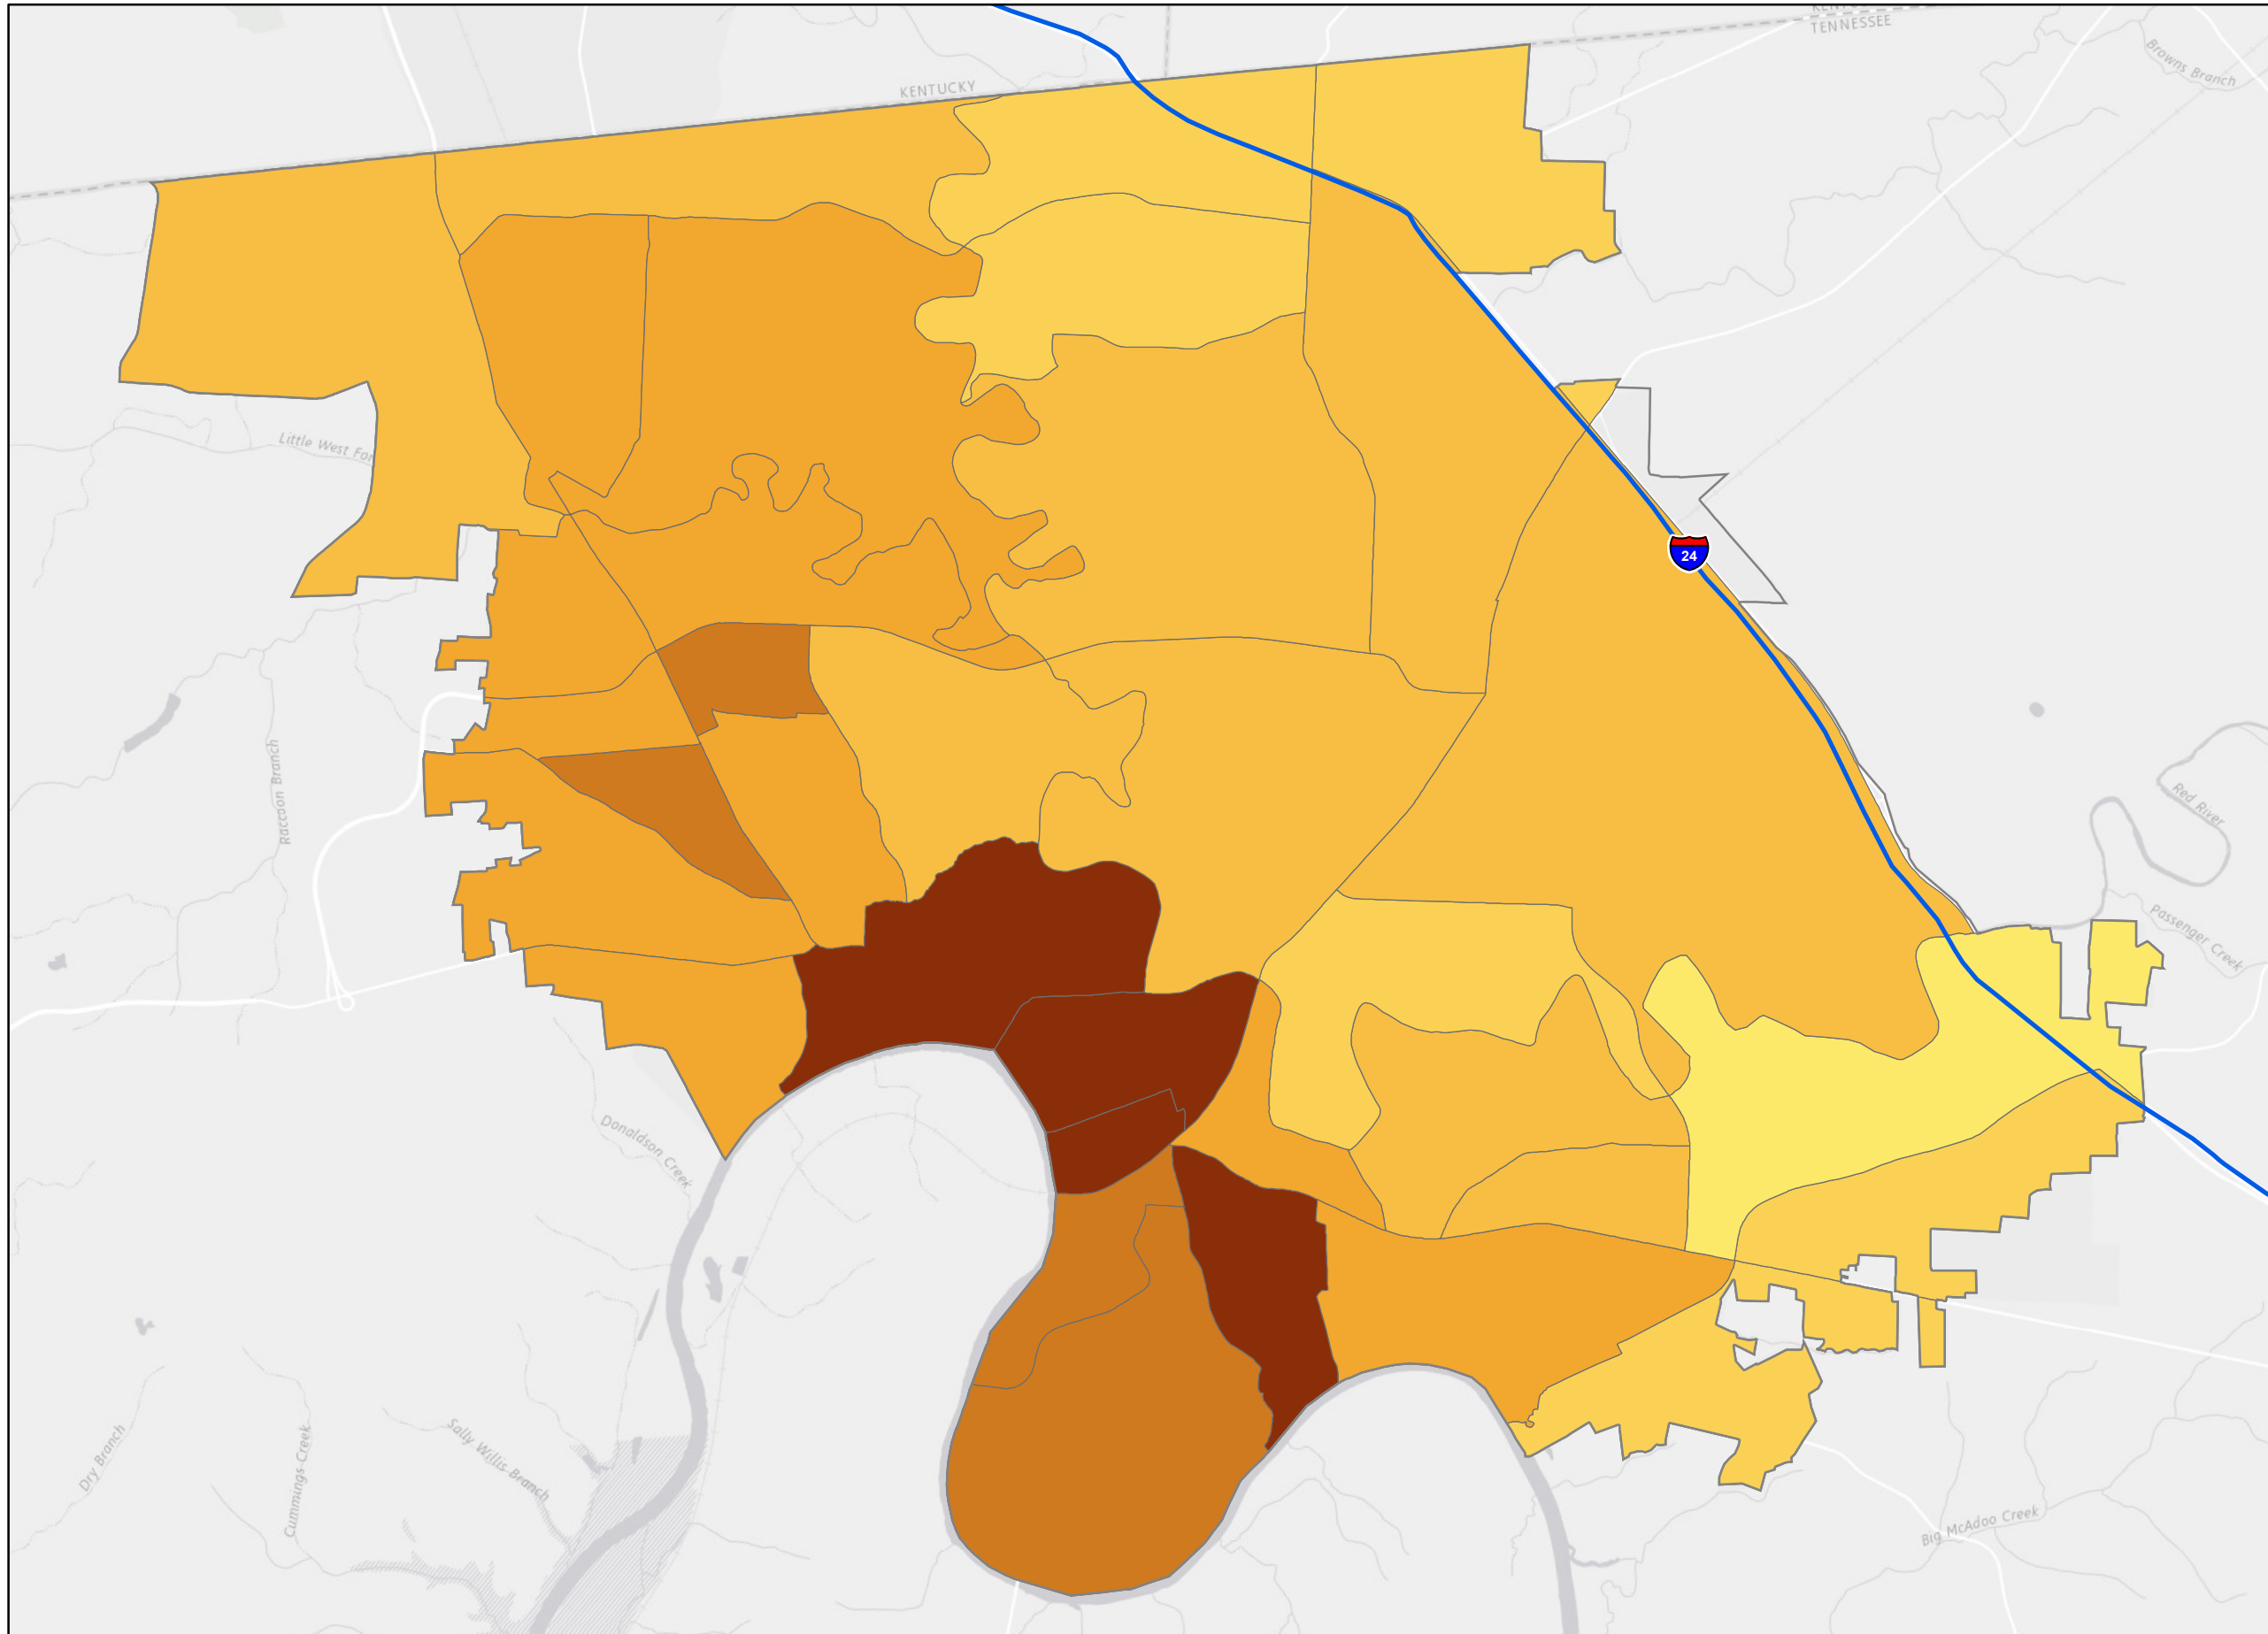 TENNESSEE
KENTUCKY
Browns Branch
Little West For
24
Red River
Raccoon Branch
Passenger Creek
Donaldson Creek
Sally Willis Branch
Dry Branch
Cummings Creek
Big McAdoo Creek